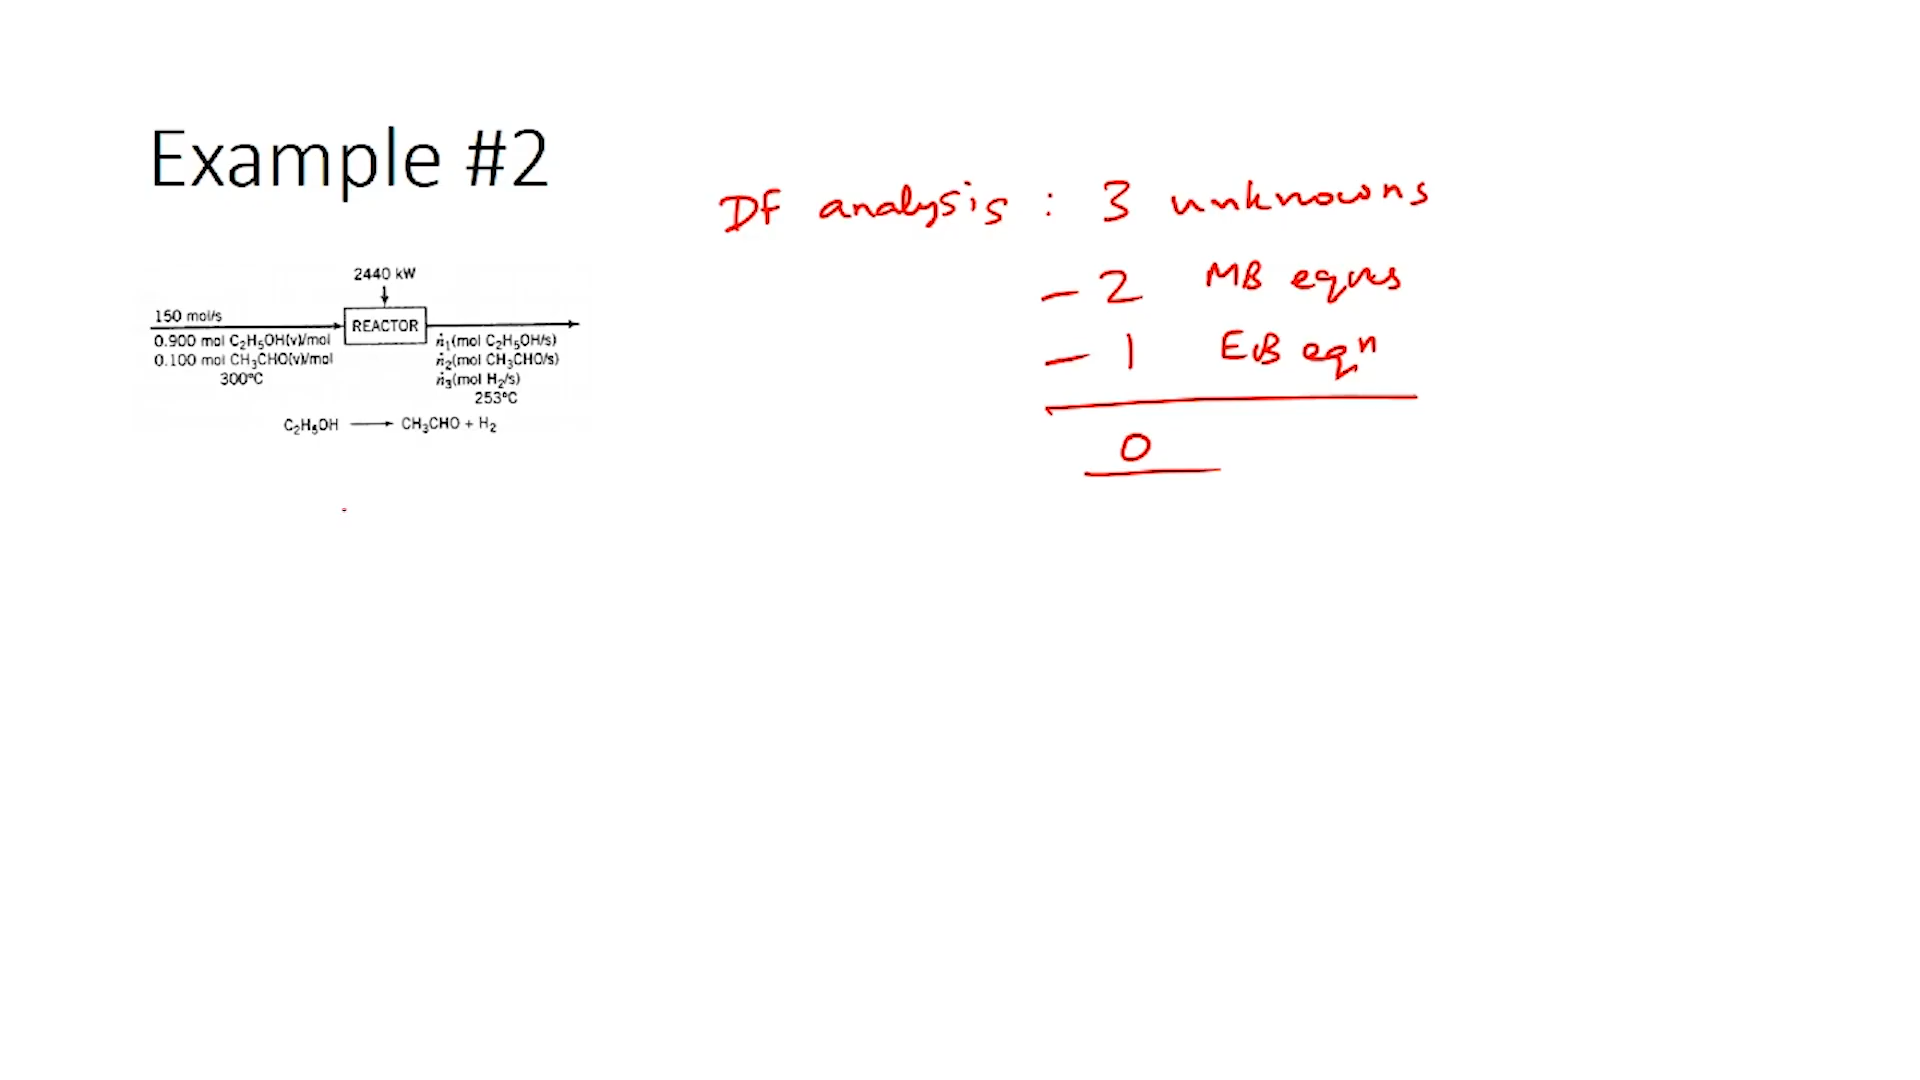 Example #2
DF analysis : 3 unknowns
- 2 MB eqns
- 1 EB eqn
0
2440 kW
150 mol/s
REACTOR
0.900 mol C₂H₅OH(v)/mol
0.100 mol CH₃CHO(v)/mol
300°C
ṅ₁(mol C₂H₅OH/s)
ṅ₂(mol CH₃CHO/s)
ṅ₃(mol H₂/s)
253°C
C₂H₅OH ⟶ CH₃CHO + H₂